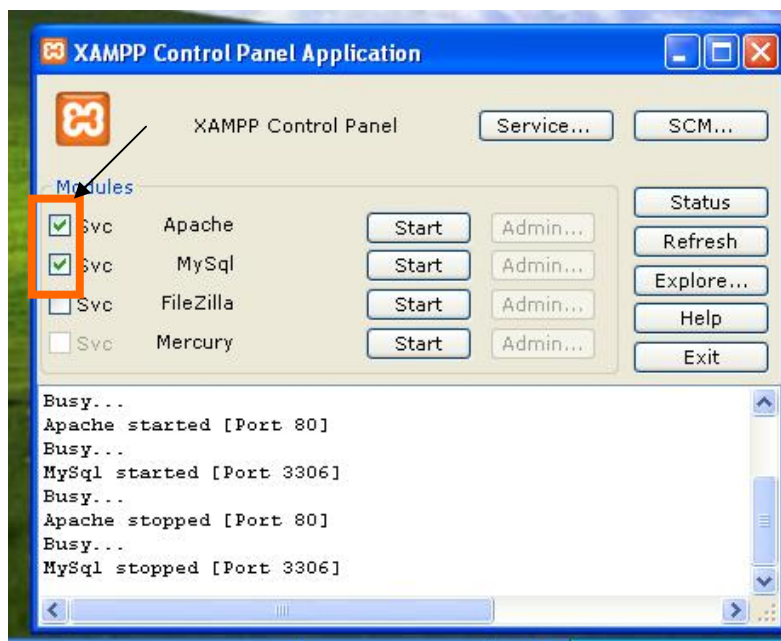 XAMPP Control Panel Application
XAMPP Control Panel Service... SCM...
Modules
Svc Apache Start Admin...
Svc MySql Start Admin...
Svc FileZilla Start Admin...
Svc Mercury Start Admin...
Status
Refresh
Explore...
Help
Exit
Busy...
Apache started [Port 80]
Busy...
MySql started [Port 3306]
Busy...
Apache stopped [Port 80]
Busy...
MySql stopped [Port 3306]